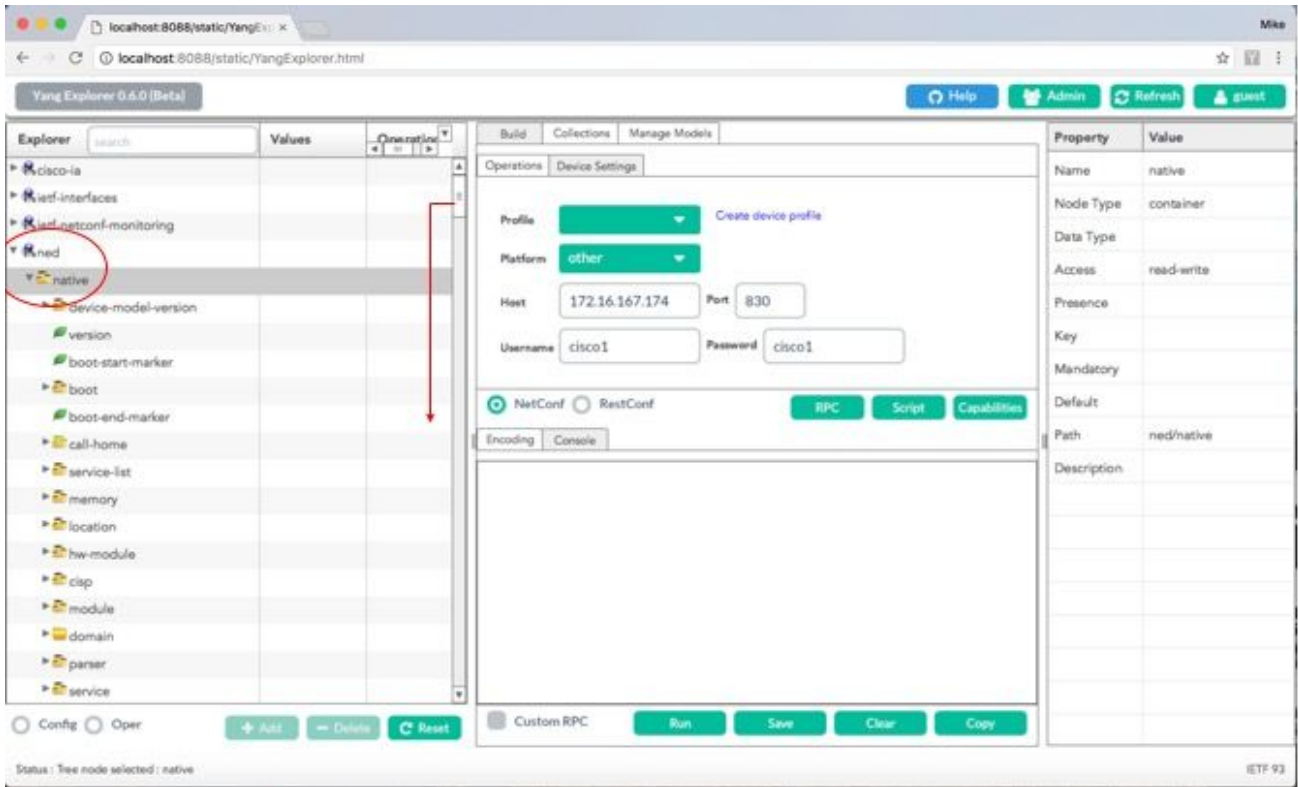 localhost:8088/static/YangEx
Mike
localhost:8088/static/YangExplorer.html
Yang Explorer 0.6.0 (Beta)
Help
Admin
Refresh
guest
Explorer
search
Values
Operation
cisco-ia
ietf-interfaces
ietf-netconf-monitoring
ned
native
device-model-version
version
boot-start-marker
boot
boot-end-marker
call-home
service-list
memory
location
hw-module
cisp
module
domain
parser
service
Config
Oper
+ Add
− Delete
Reset
Build
Collections
Manage Models
Operations
Device Settings
Profile
Create device profile
Platform
other
Host
172.16.167.174
Port
830
Username
cisco1
Password
cisco1
NetConf
RestConf
RPC
Script
Capabilities
Encoding
Console
Custom RPC
Run
Save
Clear
Copy
Property
Value
Name
native
Node Type
container
Data Type
Access
read-write
Presence
Key
Mandatory
Default
Path
ned/native
Description
Status : Tree node selected : native
IETF 93